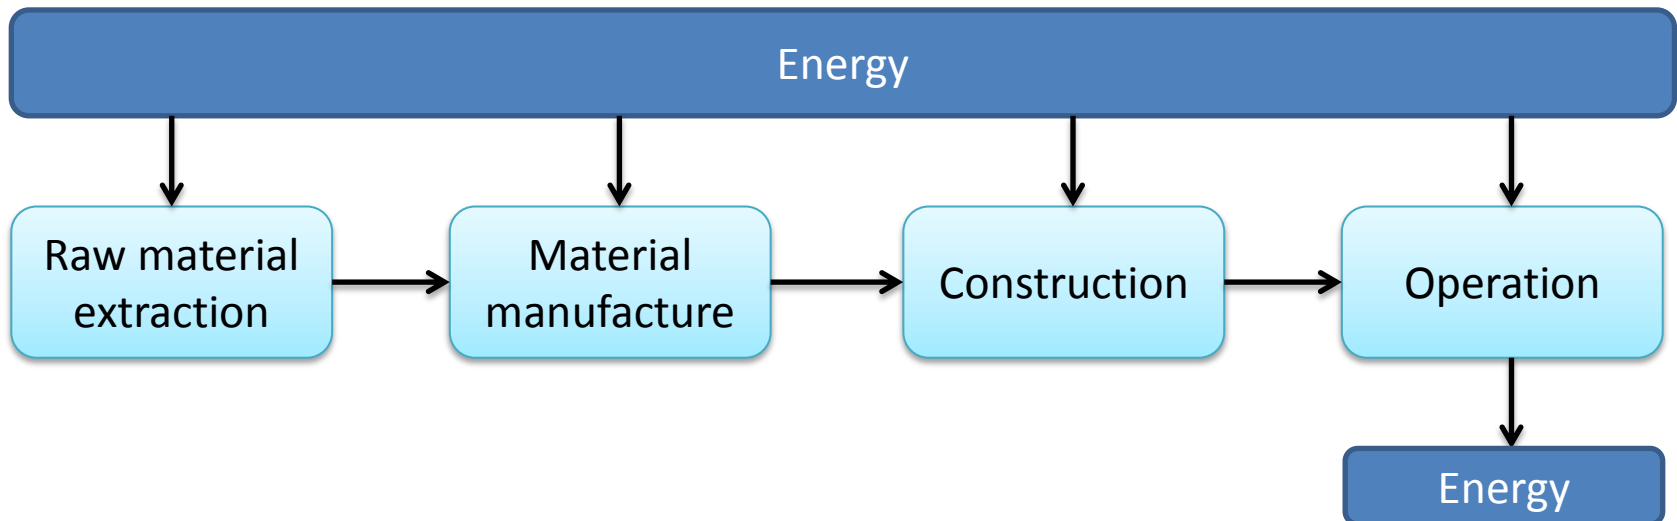 Energy
Raw material
extraction
Material
manufacture
Construction
Operation
Energy